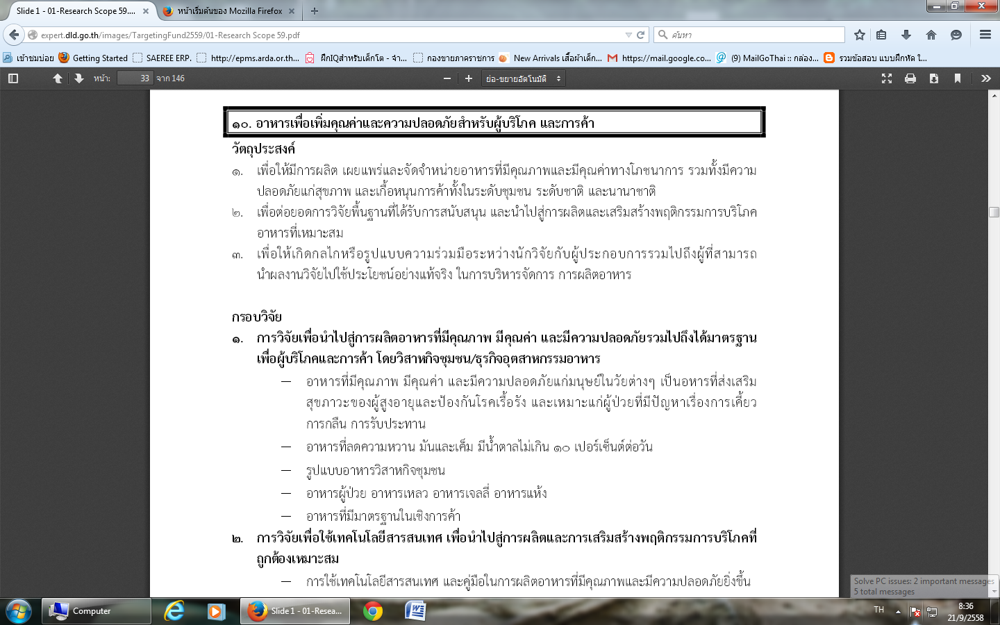 Slide 1 - 01-Research Scope 59....
หน้าเริ่มต้นของ Mozilla Firefox
expert.dld.go.th/images/TargetingFund2559/01-Research Scope 59.pdf
ค้นหา
เข้าชมบ่อย Getting Started SAEREE ERP. http://epms.arda.or.th... ฝึกIQสำหรับเด็กโต - จำ... กองขายภาคราชการ New Arrivals เสื้อผ้าเด็ก... https://mail.google.co... (9) MailGoThai :: กล่อง... รวมข้อสอบ แบบฝึกหัด ใ...
หน้า: 33 จาก 146 ย่อ-ขยายอัตโนมัติ
๑๐. อาหารเพื่อเพิ่มคุณค่าและความปลอดภัยสำหรับผู้บริโภค และการค้า
วัตถุประสงค์
๑. เพื่อให้มีการผลิต เผยแพร่และจัดจำหน่ายอาหารที่มีคุณภาพและมีคุณค่าทางโภชนาการ รวมทั้งมีความ
ปลอดภัยแก่สุขภาพ และเกื้อหนุนการค้าทั้งในระดับชุมชน ระดับชาติ และนานาชาติ
๒. เพื่อต่อยอดการวิจัยพื้นฐานที่ได้รับการสนับสนุน และนำไปสู่การผลิตและเสริมสร้างพฤติกรรมการบริโภค
อาหารที่เหมาะสม
๓. เพื่อให้เกิดกลไกหรือรูปแบบความร่วมมือระหว่างนักวิจัยกับผู้ประกอบการรวมไปถึงผู้ที่สามารถ
นำผลงานวิจัยไปใช้ประโยชน์อย่างแท้จริง ในการบริหารจัดการ การผลิตอาหาร
กรอบวิจัย
๑. การวิจัยเพื่อนำไปสู่การผลิตอาหารที่มีคุณภาพ มีคุณค่า และมีความปลอดภัยรวมไปถึงได้มาตรฐาน
เพื่อผู้บริโภคและการค้า โดยวิสาหกิจชุมชน/ธุรกิจอุตสาหกรรมอาหาร
— อาหารที่มีคุณภาพ มีคุณค่า และมีความปลอดภัยแก่มนุษย์ในวัยต่างๆ เป็นอหารที่ส่งเสริม
สุขภาวะของผู้สูงอายุและป้องกันโรคเรื้อรัง และเหมาะแก่ผู้ป่วยที่มีปัญหาเรื่องการเคี้ยว
การกลืน การรับประทาน
— อาหารที่ลดความหวาน มันและเค็ม มีน้ำตาลไม่เกิน ๑๐ เปอร์เซ็นต์ต่อวัน
— รูปแบบอาหารวิสาหกิจชุมชน
— อาหารผู้ป่วย อาหารเหลว อาหารเจลลี่ อาหารแห้ง
— อาหารที่มีมาตรฐานในเชิงการค้า
๒. การวิจัยเพื่อใช้เทคโนโลยีสารสนเทศ เพื่อนำไปสู่การผลิตและการเสริมสร้างพฤติกรรมการบริโภคที่
ถูกต้องเหมาะสม
— การใช้เทคโนโลยีสารสนเทศ และคู่มือในการผลิตอาหารที่มีคุณภาพและมีความปลอดภัยยิ่งขึ้น
Solve PC issues: 2 important messages
5 total messages
Computer
Slide 1 - 01-Resea...
TH
8:36
21/9/2558